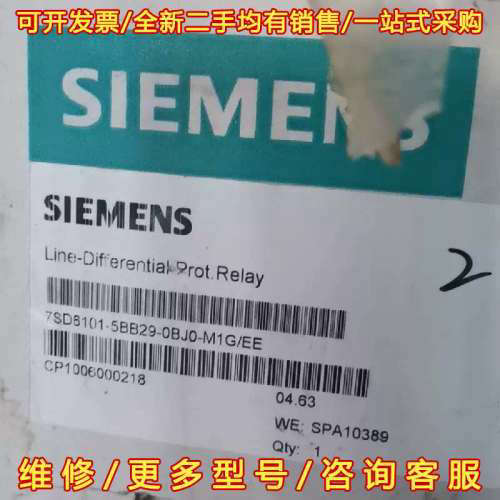 可开发票/全新二手均有销售/一站式采购
SIEMENS
SIEMENS
Line-Differential Prot.Relay
7SD8101-5BB29-0BJ0-M1G/EE
CP1006000218
04.63
WE: SPA10389
Qty: 1
2
维修/更多型号/咨询客服